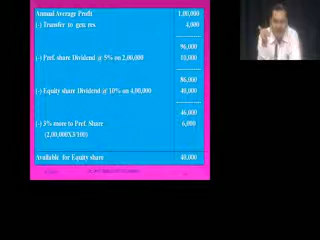 Annual Average Profit 1,00,000
(-) Transfer to gen. res. 4,000
96,000
(-) Pref. share Dividend @ 5% on 2,00,000 10,000
86,000
(-) Equity share Dividend @ 10% on 4,00,000 40,000
46,000
(-) 3% more to Pref. Share 6,000
(2,00,000X3/100)
Available for Equity share 40,000